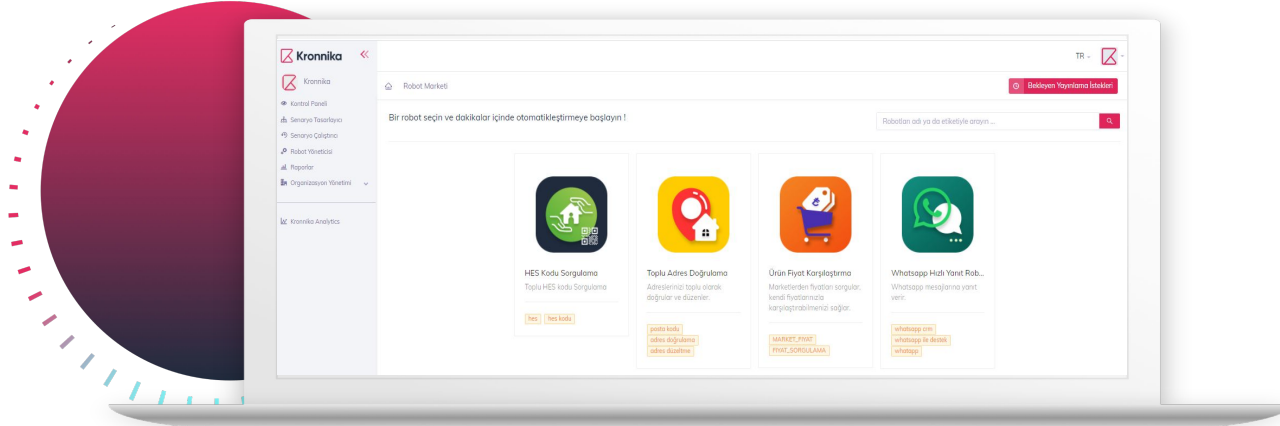 Kronnika
TR
Kronnika
Robot Marketi
Bekleyen Yayınlama İstekleri
Kontrol Paneli
Senaryo Tasarlayıcı
Senaryo Çalıştırıcı
Robot Yöneticisi
Raporlar
Organizasyon Yönetimi
Kronnika Analytics
Bir robot seçin ve dakikalar içinde otomatikleştirmeye başlayın !
Robotları adı ya da etiketiyle arayın ...
HES Kodu Sorgulama
Toplu HES kodu Sorgulama
hes
hes kodu
Toplu Adres Doğrulama
Adreslerinizi toplu olarak
doğrular ve düzenler.
posta kodu
adres doğrulama
adres düzeltme
Ürün Fiyat Karşılaştırma
Marketlerden fiyatları sorgular,
kendi fiyatlarınızla
karşılaştırabilmenizi sağlar.
MARKET_FIYAT
FIYAT_SORGULAMA
Whatsapp Hızlı Yanıt Rob...
Whatsapp mesajlarına yanıt
verir.
whatsapp crm
whatsapp ile destek
whatapp